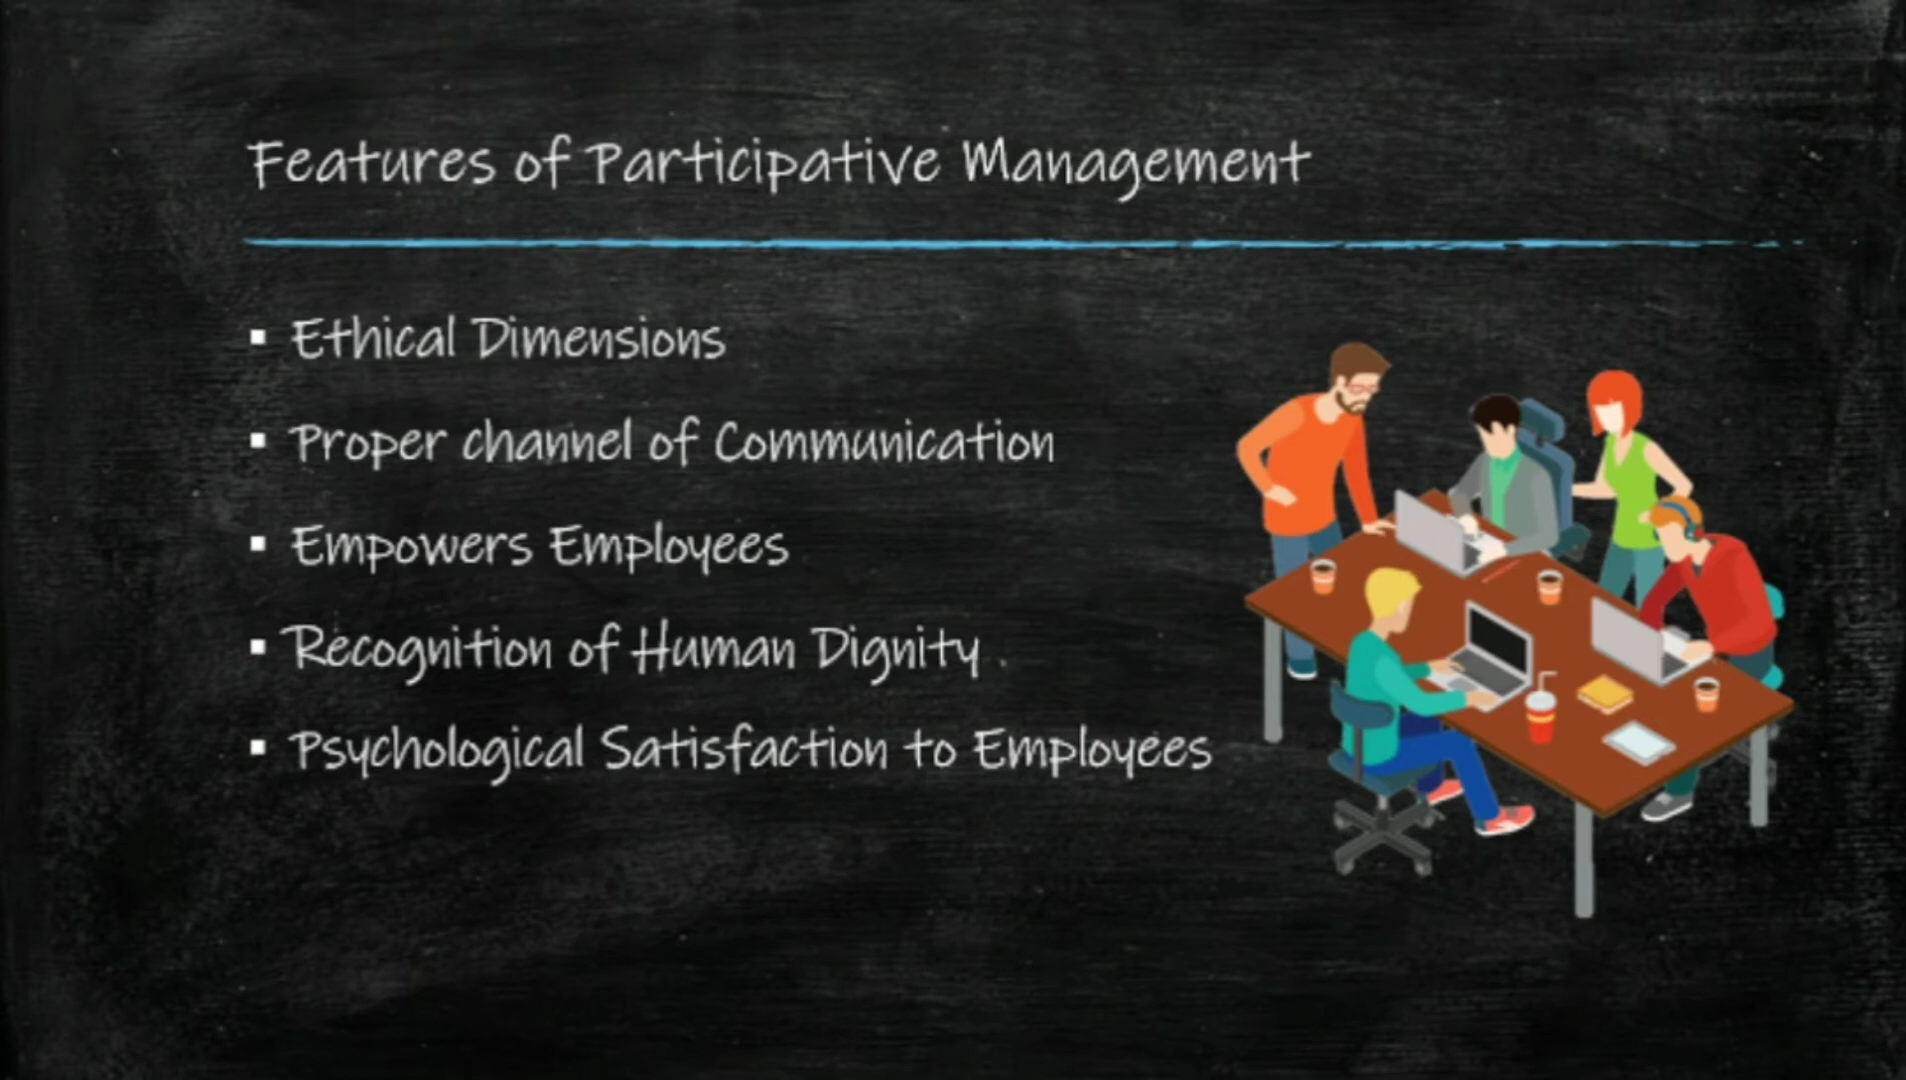 Features of Participative Management
▪ Ethical Dimensions
▪ Proper channel of Communication
▪ Empowers Employees
▪ Recognition of Human Dignity .
▪ Psychological Satisfaction to Employees